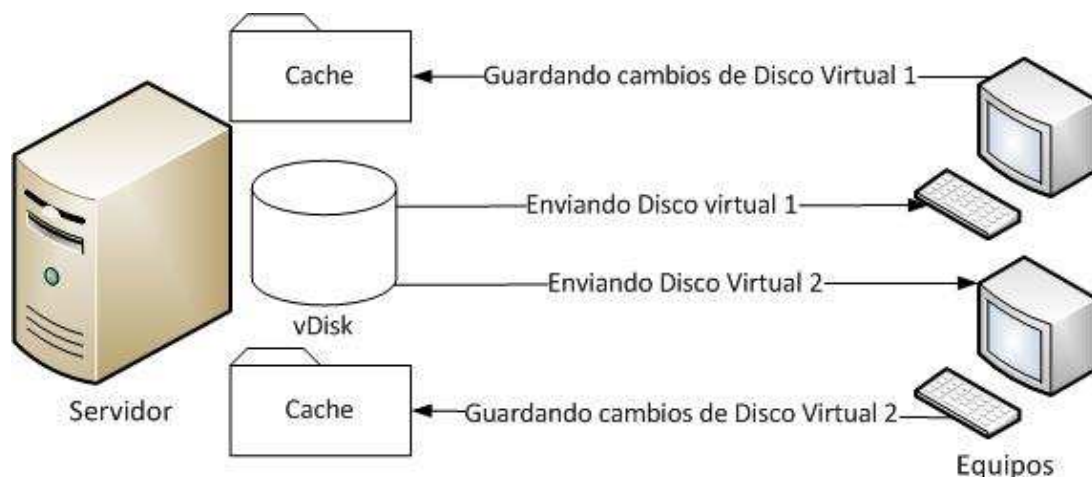 Cache
Guardando cambios de Disco Virtual 1
Enviando Disco virtual 1
Enviando Disco Virtual 2
vDisk
Servidor
Cache
Guardando cambios de Disco Virtual 2
Equipos